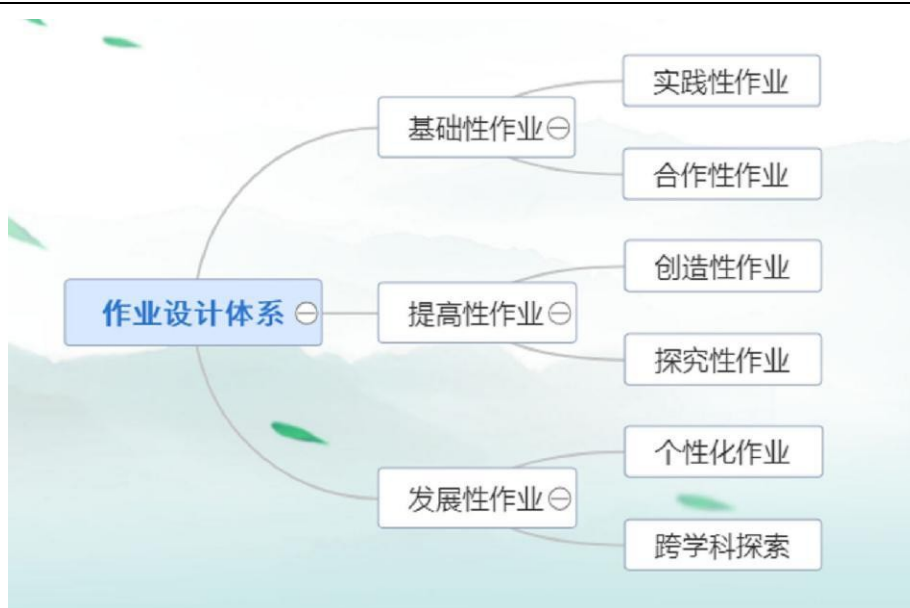 作业设计体系
基础性作业
实践性作业
合作性作业
提高性作业
创造性作业
探究性作业
发展性作业
个性化作业
跨学科探索